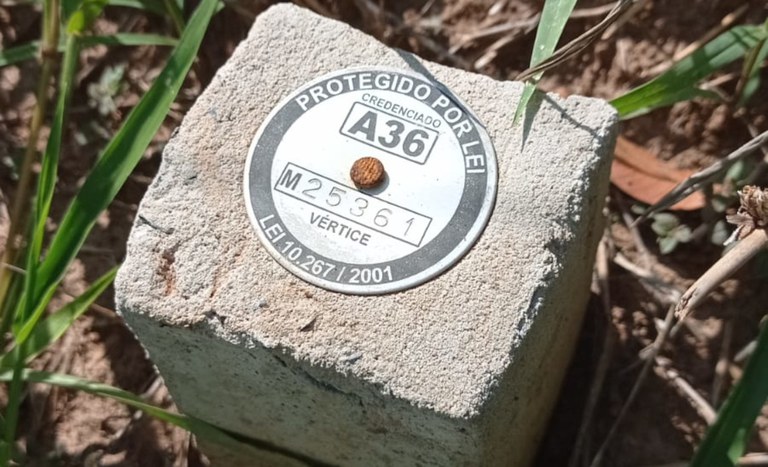 PROTEGIDO POR LEI
CREDENCIADO
A36
M25361
VÉRTICE
LEI 10.267 / 2001